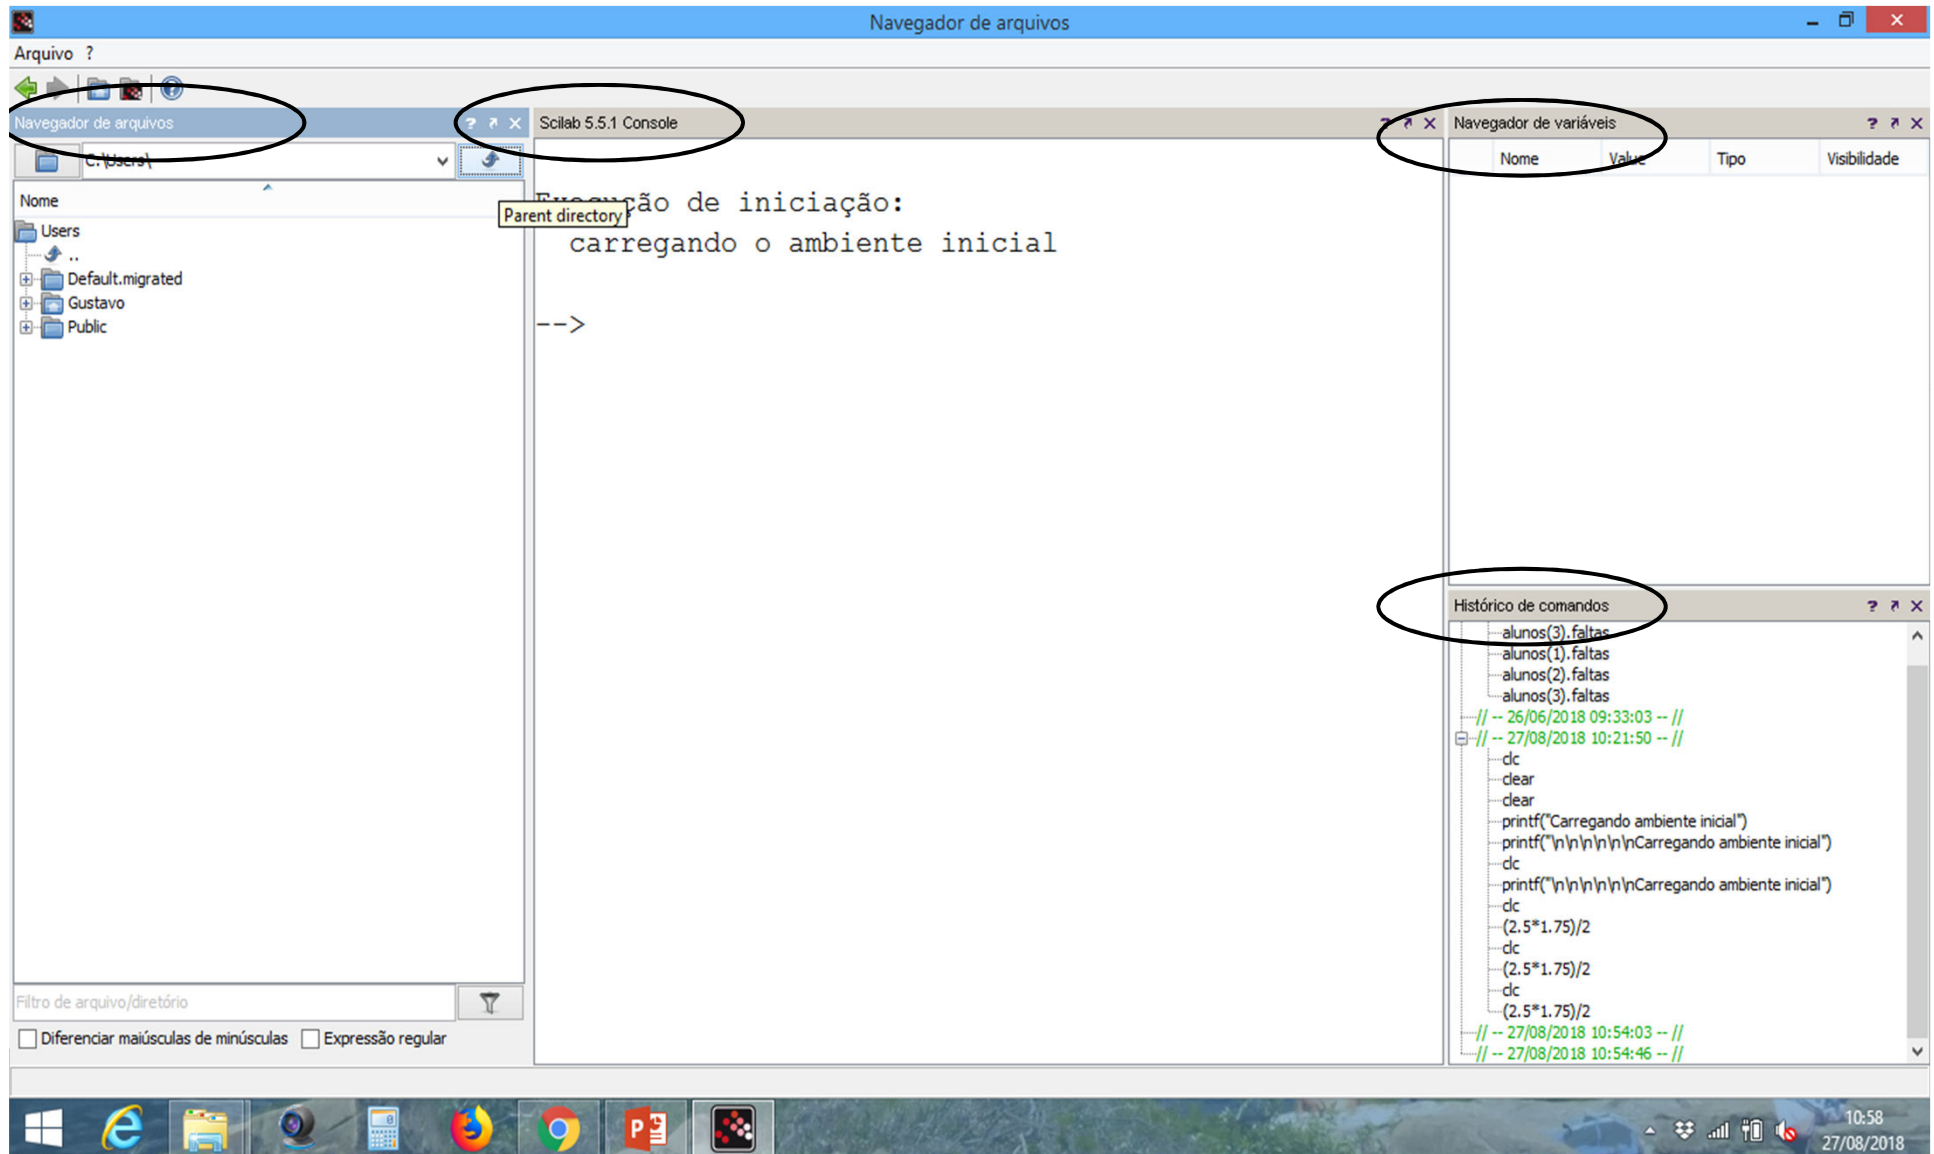 Navegador de arquivos
Arquivo ?
Navegador de arquivos
C:\Users\
Nome
Users
..
Default.migrated
Gustavo
Public
Filtro de arquivo/diretório
Diferenciar maiúsculas de minúsculas Expressão regular
Scilab 5.5.1 Console
Execução de iniciação:
Parent directory
carregando o ambiente inicial
-->
Navegador de variáveis
Nome Value Tipo Visibilidade
Histórico de comandos
alunos(3).faltas
alunos(1).faltas
alunos(2).faltas
alunos(3).faltas
// -- 26/06/2018 09:33:03 -- //
// -- 27/08/2018 10:21:50 -- //
clc
clear
clear
printf("Carregando ambiente inicial")
printf("\n\n\n\n\n\nCarregando ambiente inicial")
clc
printf("\n\n\n\n\n\nCarregando ambiente inicial")
clc
(2.5*1.75)/2
clc
(2.5*1.75)/2
clc
(2.5*1.75)/2
// -- 27/08/2018 10:54:03 -- //
// -- 27/08/2018 10:54:46 -- //
10:58
27/08/2018